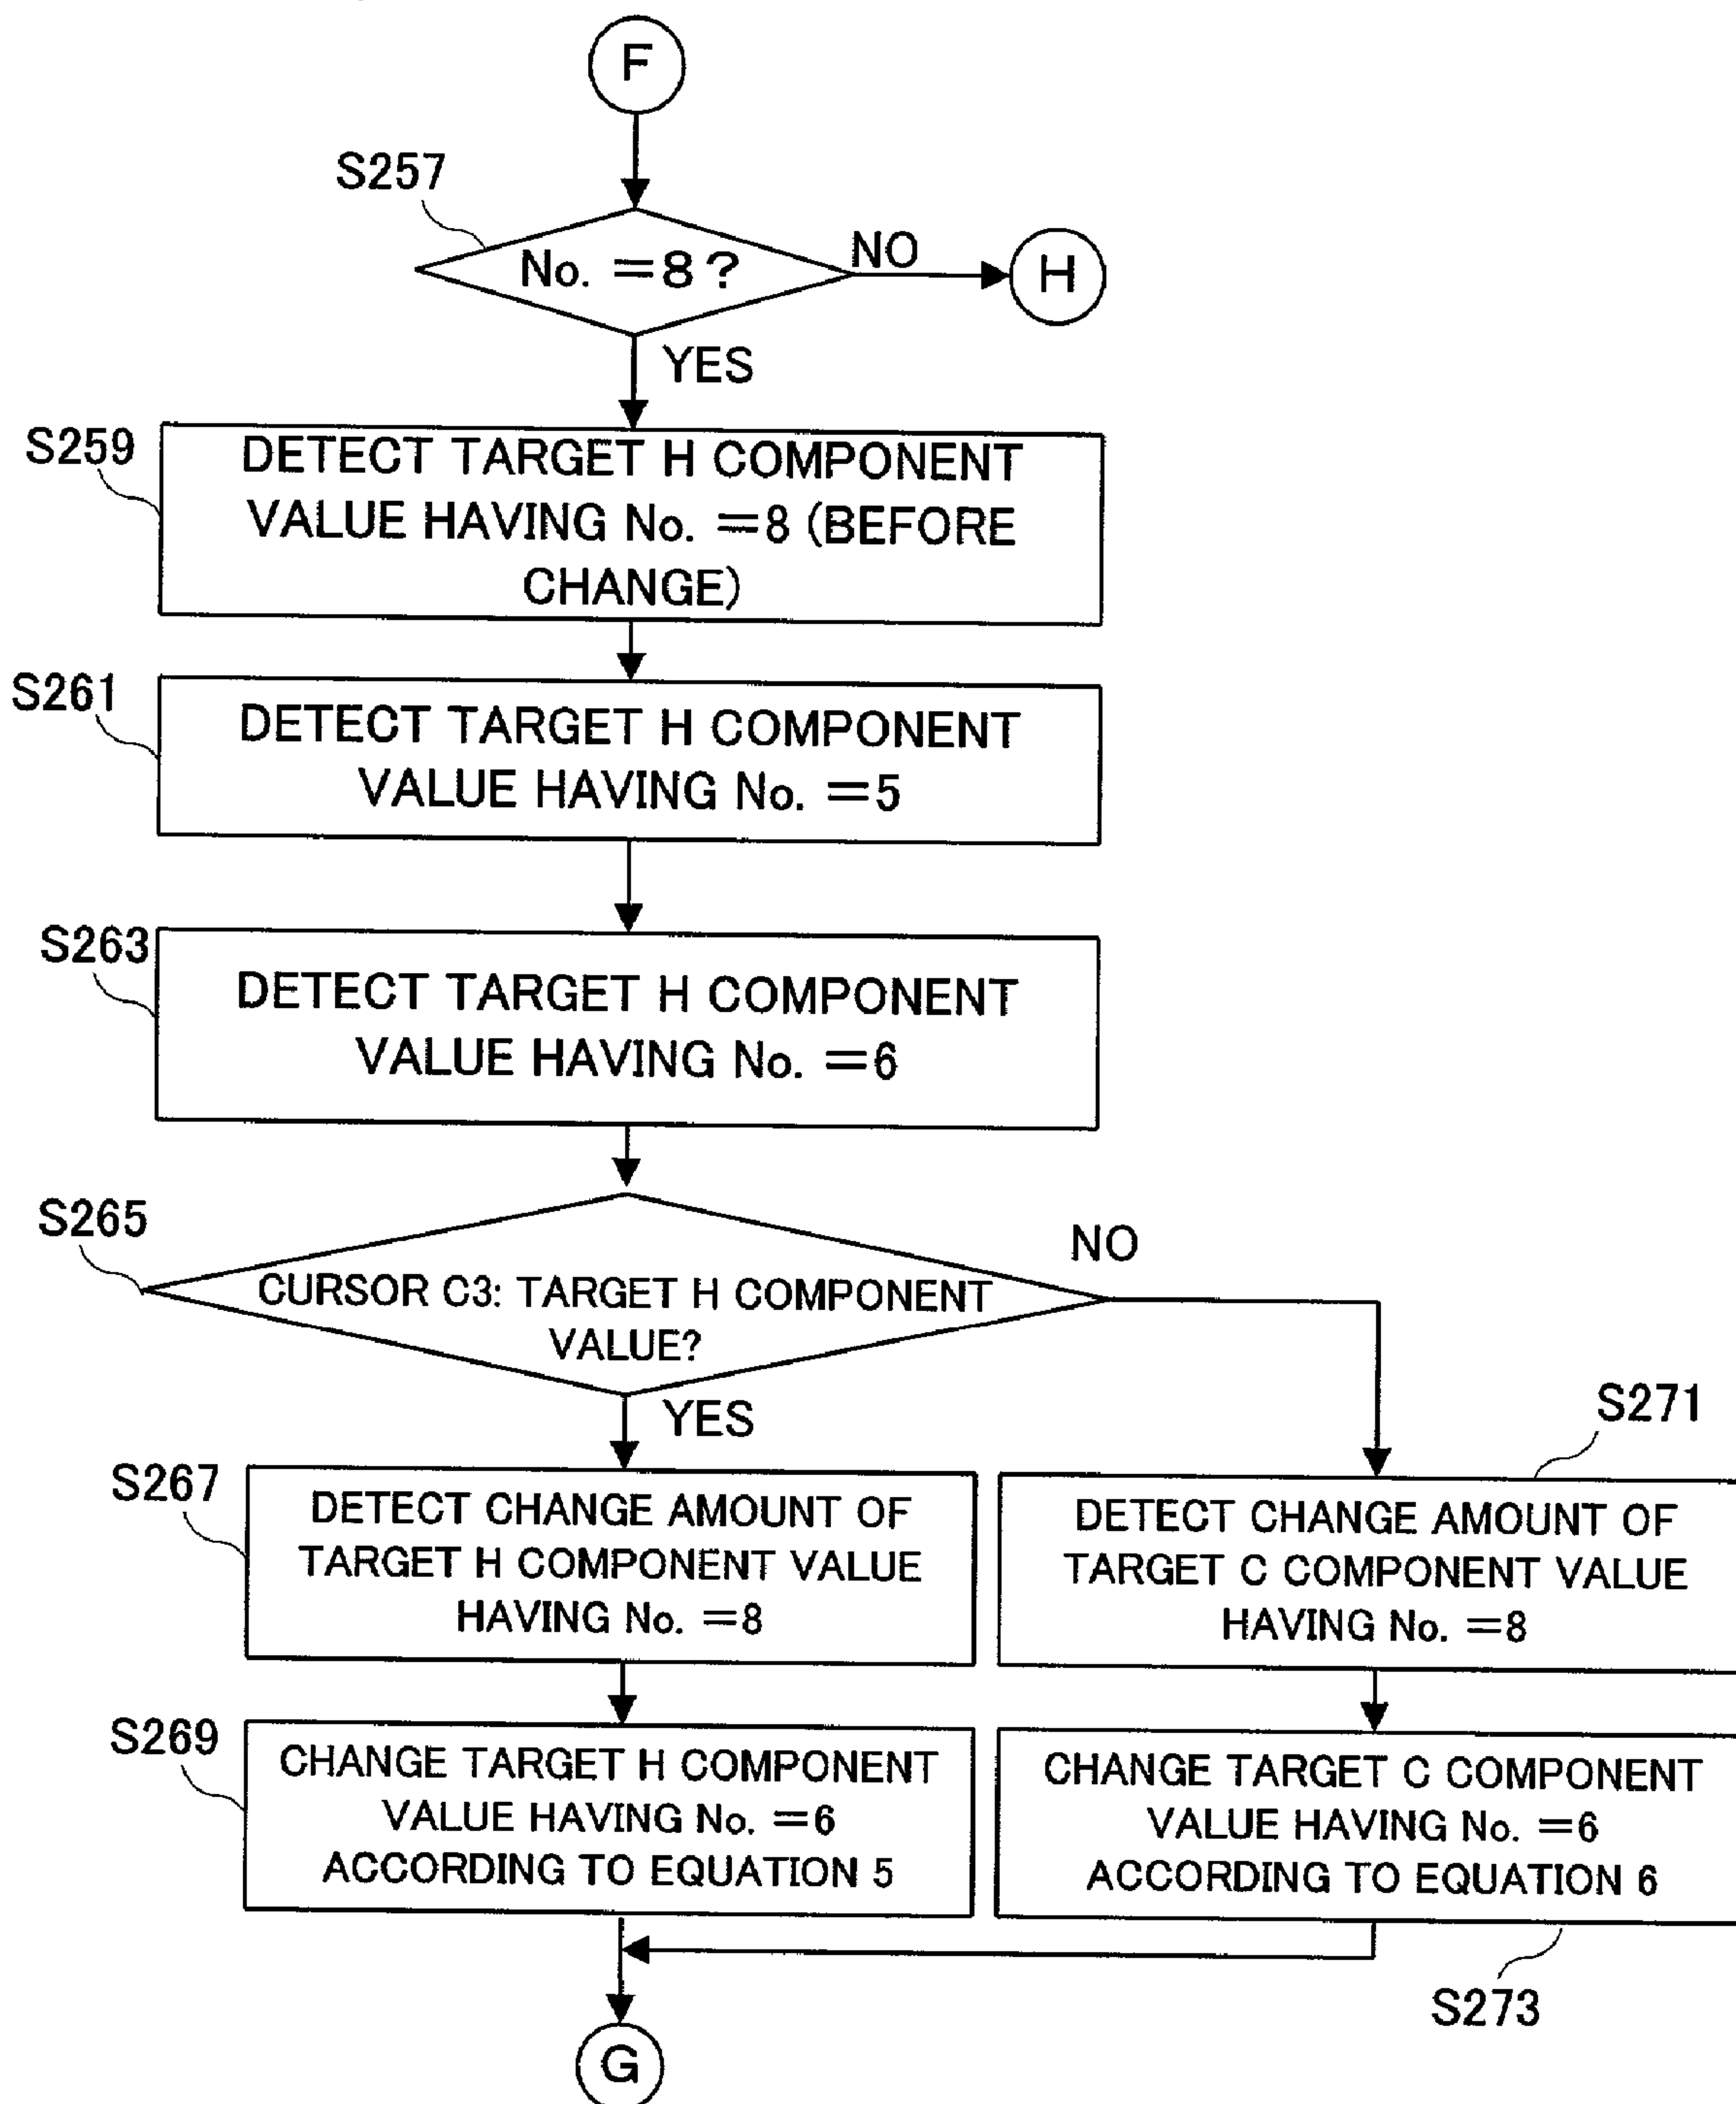 F
S257
No. =8?
NO
H
YES
S259
DETECT TARGET H COMPONENT
VALUE HAVING No. =8 (BEFORE
CHANGE)
S261
DETECT TARGET H COMPONENT
VALUE HAVING No. =5
S263
DETECT TARGET H COMPONENT
VALUE HAVING No. =6
S265
NO
CURSOR C3: TARGET H COMPONENT
VALUE?
YES
S271
S267
DETECT CHANGE AMOUNT OF
TARGET H COMPONENT VALUE
HAVING No. =8
DETECT CHANGE AMOUNT OF
TARGET C COMPONENT VALUE
HAVING No. =8
S269
CHANGE TARGET H COMPONENT
VALUE HAVING No. =6
ACCORDING TO EQUATION 5
CHANGE TARGET C COMPONENT
VALUE HAVING No. =6
ACCORDING TO EQUATION 6
S273
G